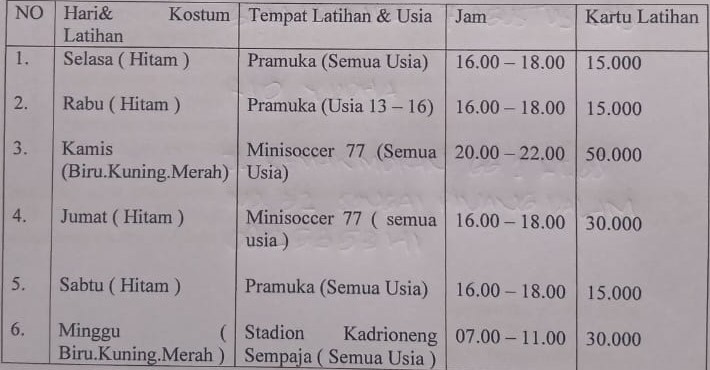 NO Hari& Kostum Latihan Tempat Latihan & Usia Jam Kartu Latihan
1. Selasa ( Hitam ) Pramuka (Semua Usia) 16.00 – 18.00 15.000
2. Rabu ( Hitam ) Pramuka (Usia 13 – 16) 16.00 – 18.00 15.000
3. Kamis (Biru.Kuning.Merah) Minisoccer 77 (Semua Usia) 20.00 – 22.00 50.000
4. Jumat ( Hitam ) Minisoccer 77 ( semua usia ) 16.00 – 18.00 30.000
5. Sabtu ( Hitam ) Pramuka (Semua Usia) 16.00 – 18.00 15.000
6. Minggu ( Biru.Kuning.Merah ) Stadion Kadrioneng Sempaja ( Semua Usia ) 07.00 – 11.00 30.000